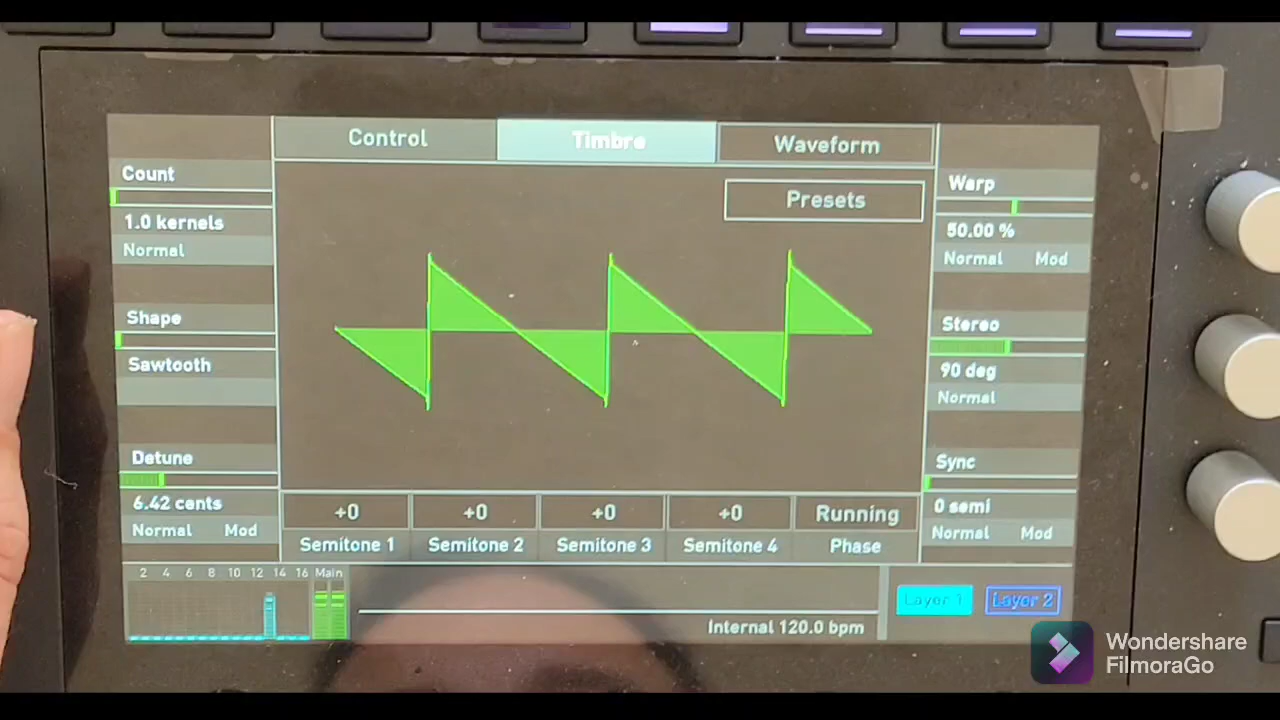 Control
Timbre
Waveform
Presets
Count
1.0 kernels
Normal
Shape
Sawtooth
Detune
6.42 cents
Normal Mod
Warp
50.00 %
Normal Mod
Stereo
90 deg
Normal
Sync
0 semi
Normal Mod
+0 +0 +0 +0 Running
Semitone 1 Semitone 2 Semitone 3 Semitone 4 Phase
2 4 6 8 10 12 14 16 Main
Internal 120.0 bpm
Layer 1
Layer 2
Wondershare
FilmoraGo